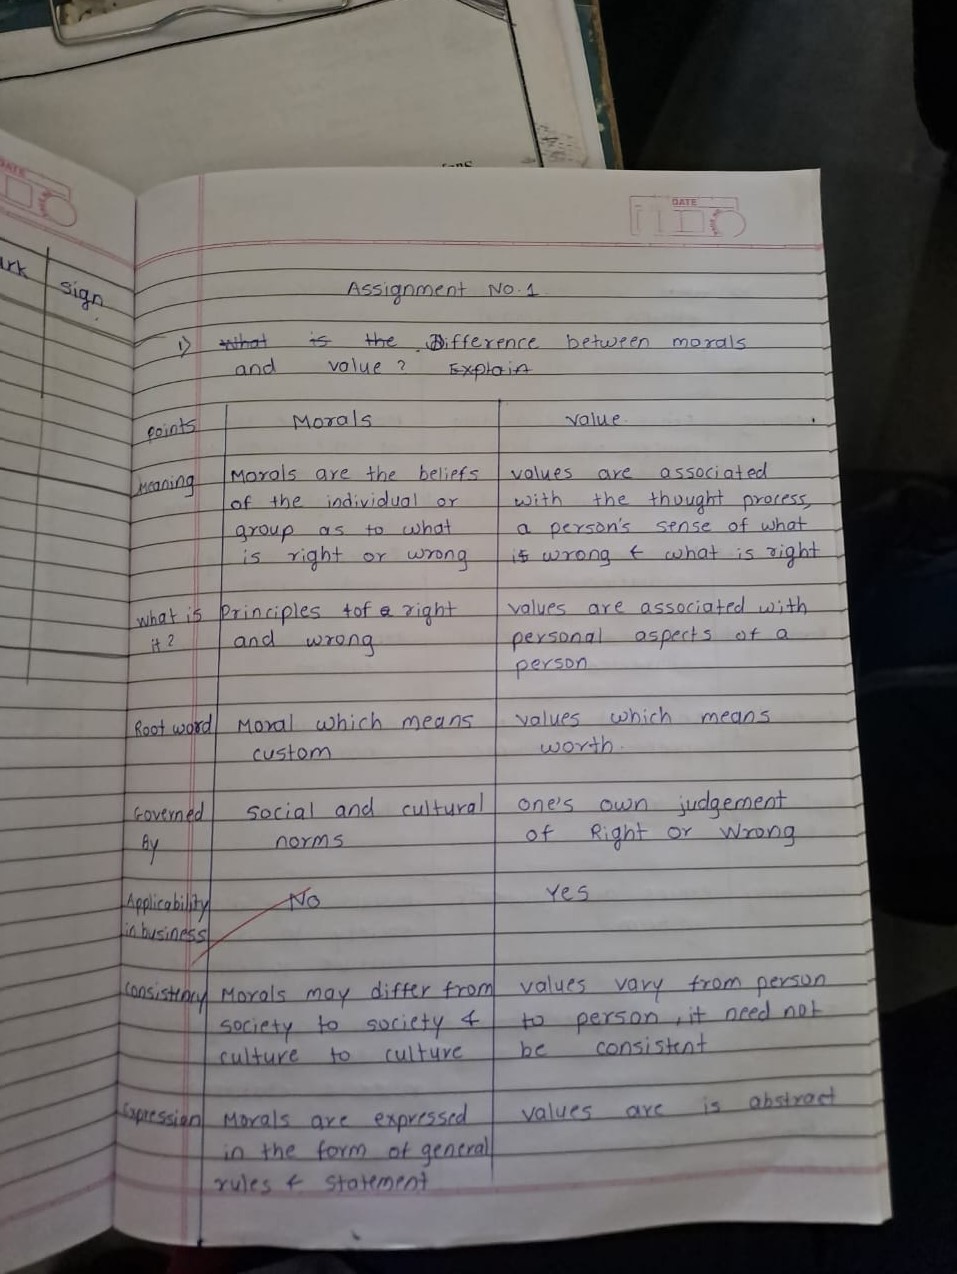 DATE
DATE
ark
sign
Assignment No. 1
1) What is the Difference between morals
and value? Explain
points Morals value
Meaning Morals are the beliefs values are associated
of the individual or with the thought process,
group as to what a person's sense of what
is right or wrong is wrong & what is right
what is Principles of right values are associated with
it? and wrong personal aspects of a
person
Root word Moral which means values which means
custom worth.
Governed social and cultural one's own judgement
By norms of Right or Wrong
Applicability No Yes
in business
Consistency Morals may differ from values vary from person
society to society & to person, it need not
culture to culture be consistent
Expression Morals are expressed values are is abstract
in the form of general
rules & statement